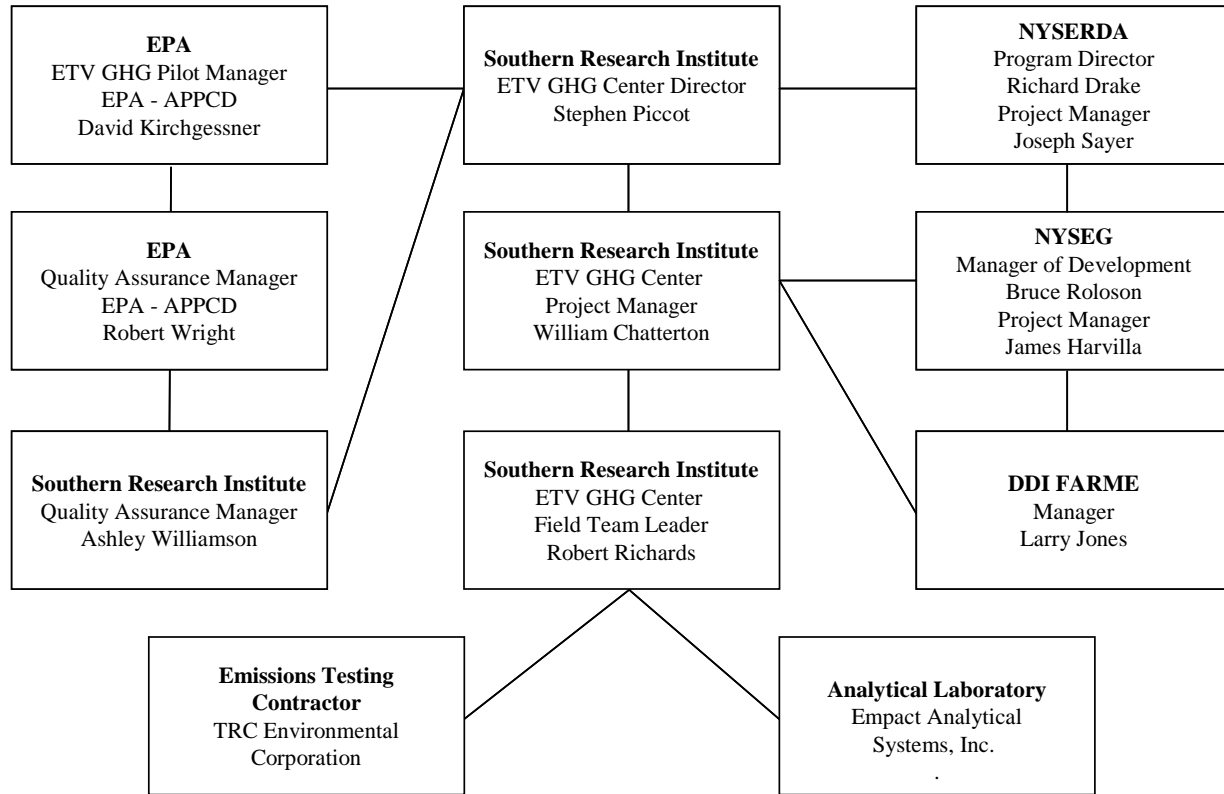 EPA
ETV GHG Pilot Manager
EPA - APPCD
David Kirchgessner
Southern Research Institute
ETV GHG Center Director
Stephen Piccot
NYSERDA
Program Director
Richard Drake
Project Manager
Joseph Sayer
EPA
Quality Assurance Manager
EPA - APPCD
Robert Wright
Southern Research Institute
ETV GHG Center
Project Manager
William Chatterton
NYSEG
Manager of Development
Bruce Roloson
Project Manager
James Harvilla
Southern Research Institute
Quality Assurance Manager
Ashley Williamson
Southern Research Institute
ETV GHG Center
Field Team Leader
Robert Richards
DDI FARME
Manager
Larry Jones
Emissions Testing
Contractor
TRC Environmental
Corporation
Analytical Laboratory
Empact Analytical
Systems, Inc.
.